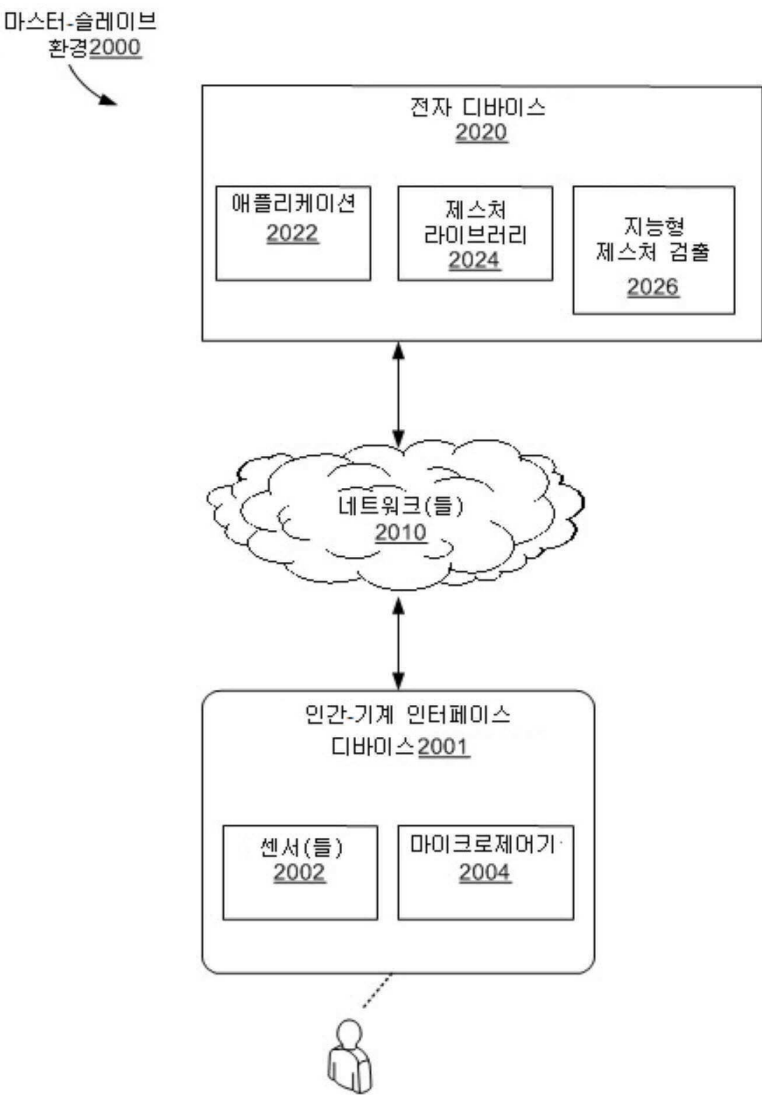 마스터-슬레이브
환경2000
전자 디바이스
2020
애플리케이션
2022
제스처
라이브러리
2024
지능형
제스처 검출
2026
네트워크(들)
2010
인간-기계 인터페이스
디바이스2001
센서(들)
2002
마이크로제어기
2004